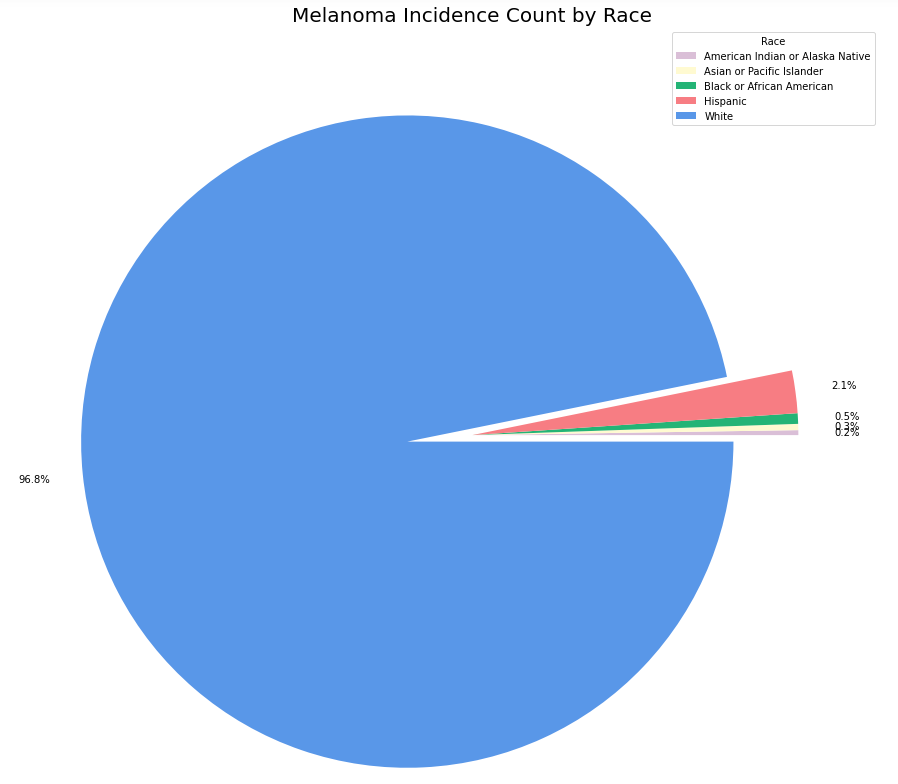 Melanoma Incidence Count by Race
Race
American Indian or Alaska Native
Asian or Pacific Islander
Black or African American
Hispanic
White
2.1%
0.5%
0.3%
0.2%
96.8%